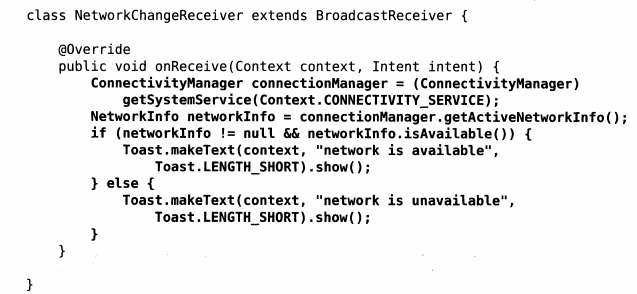 class NetworkChangeReceiver extends BroadcastReceiver {
@Override
public void onReceive(Context context, Intent intent) {
ConnectivityManager connectionManager = (ConnectivityManager)
getSystemService(Context.CONNECTIVITY_SERVICE);
NetworkInfo networkInfo = connectionManager.getActiveNetworkInfo();
if (networkInfo != null && networkInfo.isAvailable()) {
Toast.makeText(context, "network is available",
Toast.LENGTH_SHORT).show();
} else {
Toast.makeText(context, "network is unavailable",
Toast.LENGTH_SHORT).show();
}
}
}